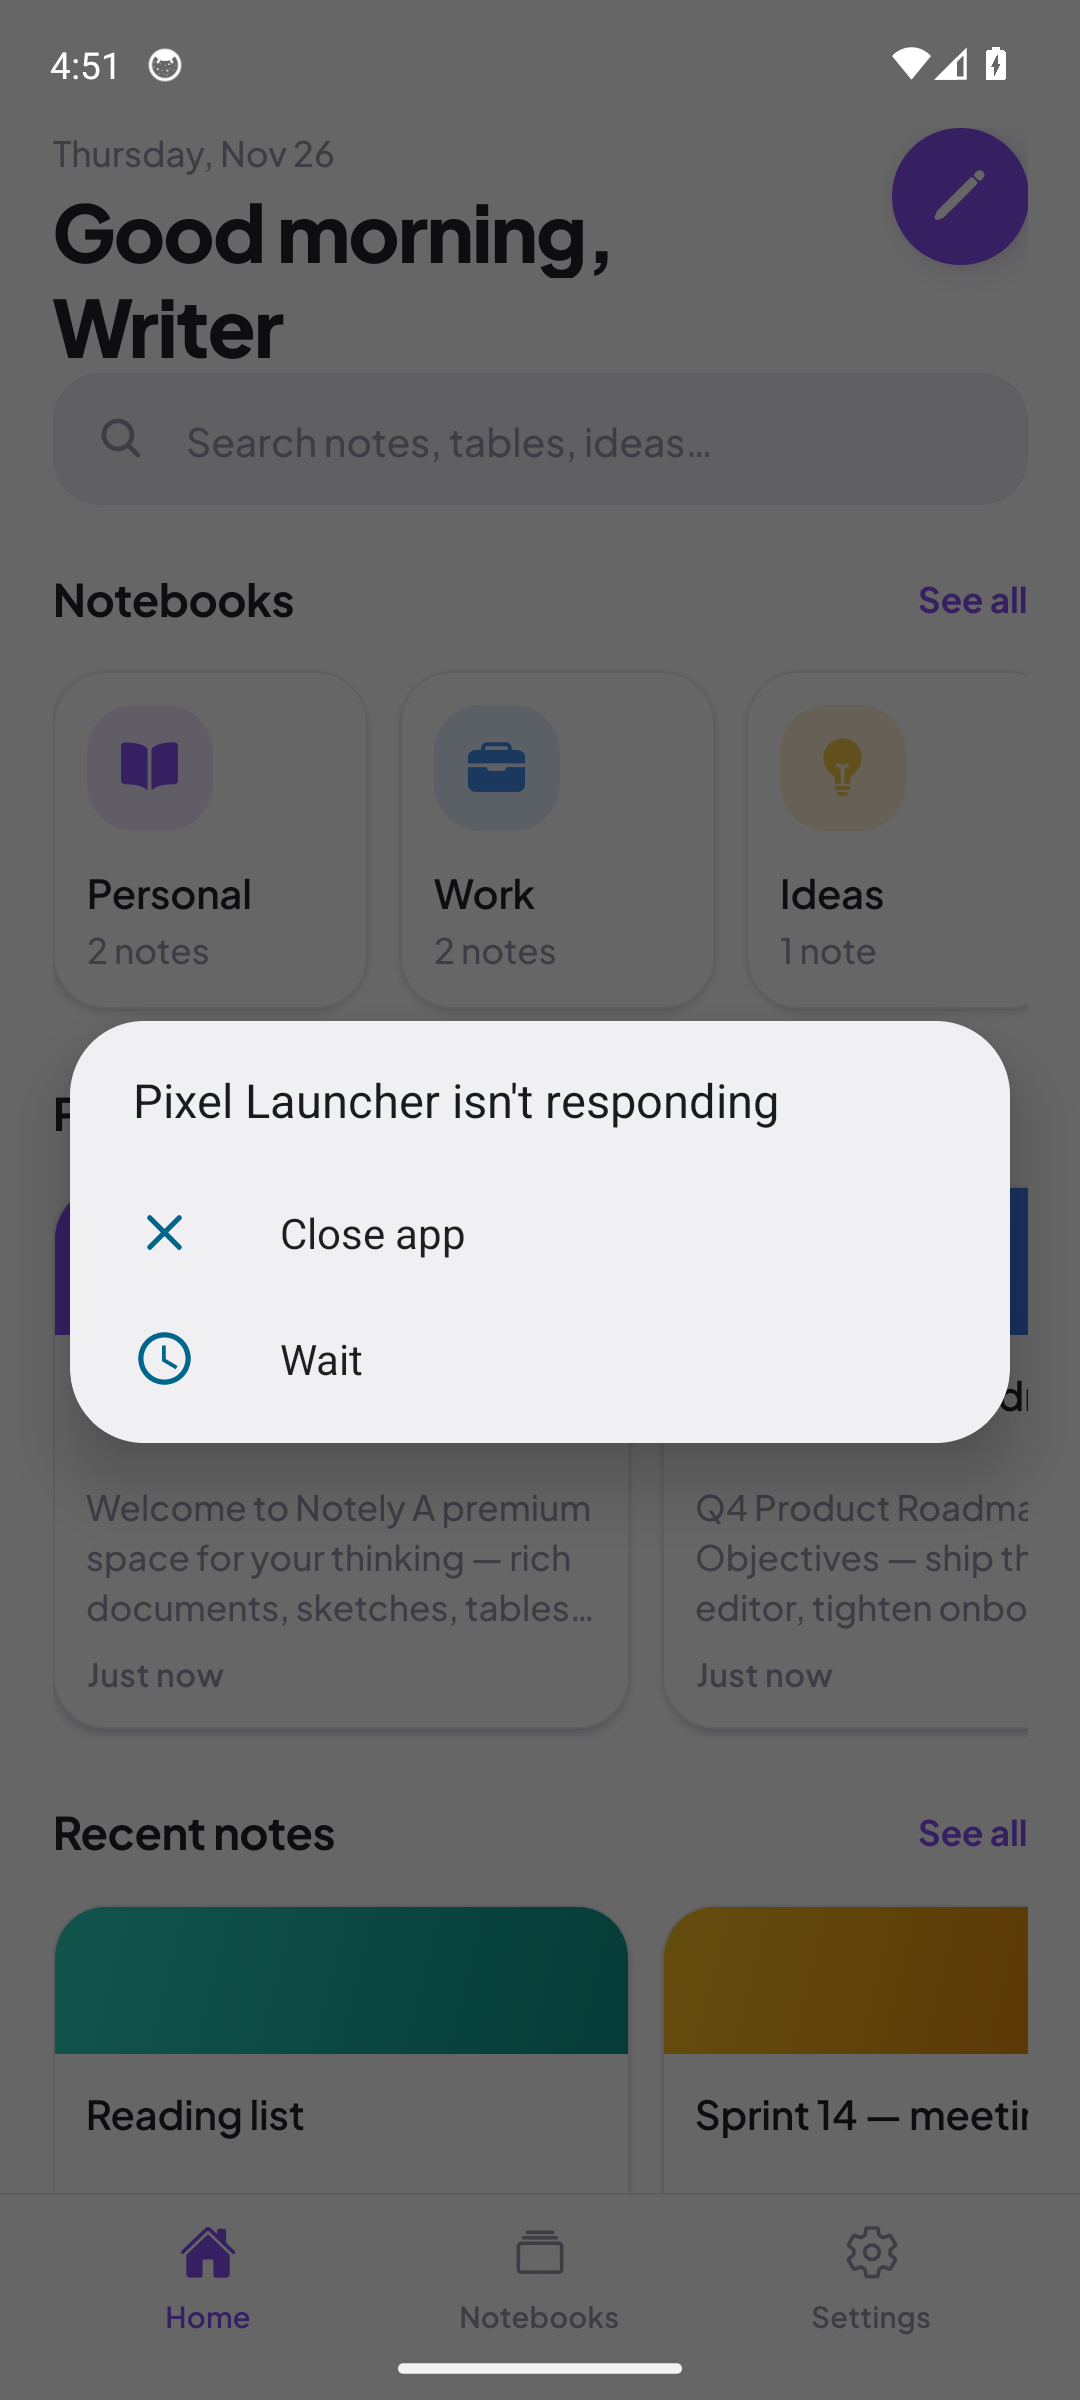 4:51
Thursday, Nov 26
Good morning,
Writer
Search notes, tables, ideas...
Notebooks
See all
Personal
2 notes
Work
2 notes
Ideas
1 note
Pixel Launcher isn't responding
Close app
Wait
Welcome to Notely A premium
space for your thinking — rich
documents, sketches, tables...
Just now
Q4 Product Roadma
Objectives — ship th
editor, tighten onbo
Just now
Recent notes
See all
Reading list
Sprint 14 — meetin
Home
Notebooks
Settings